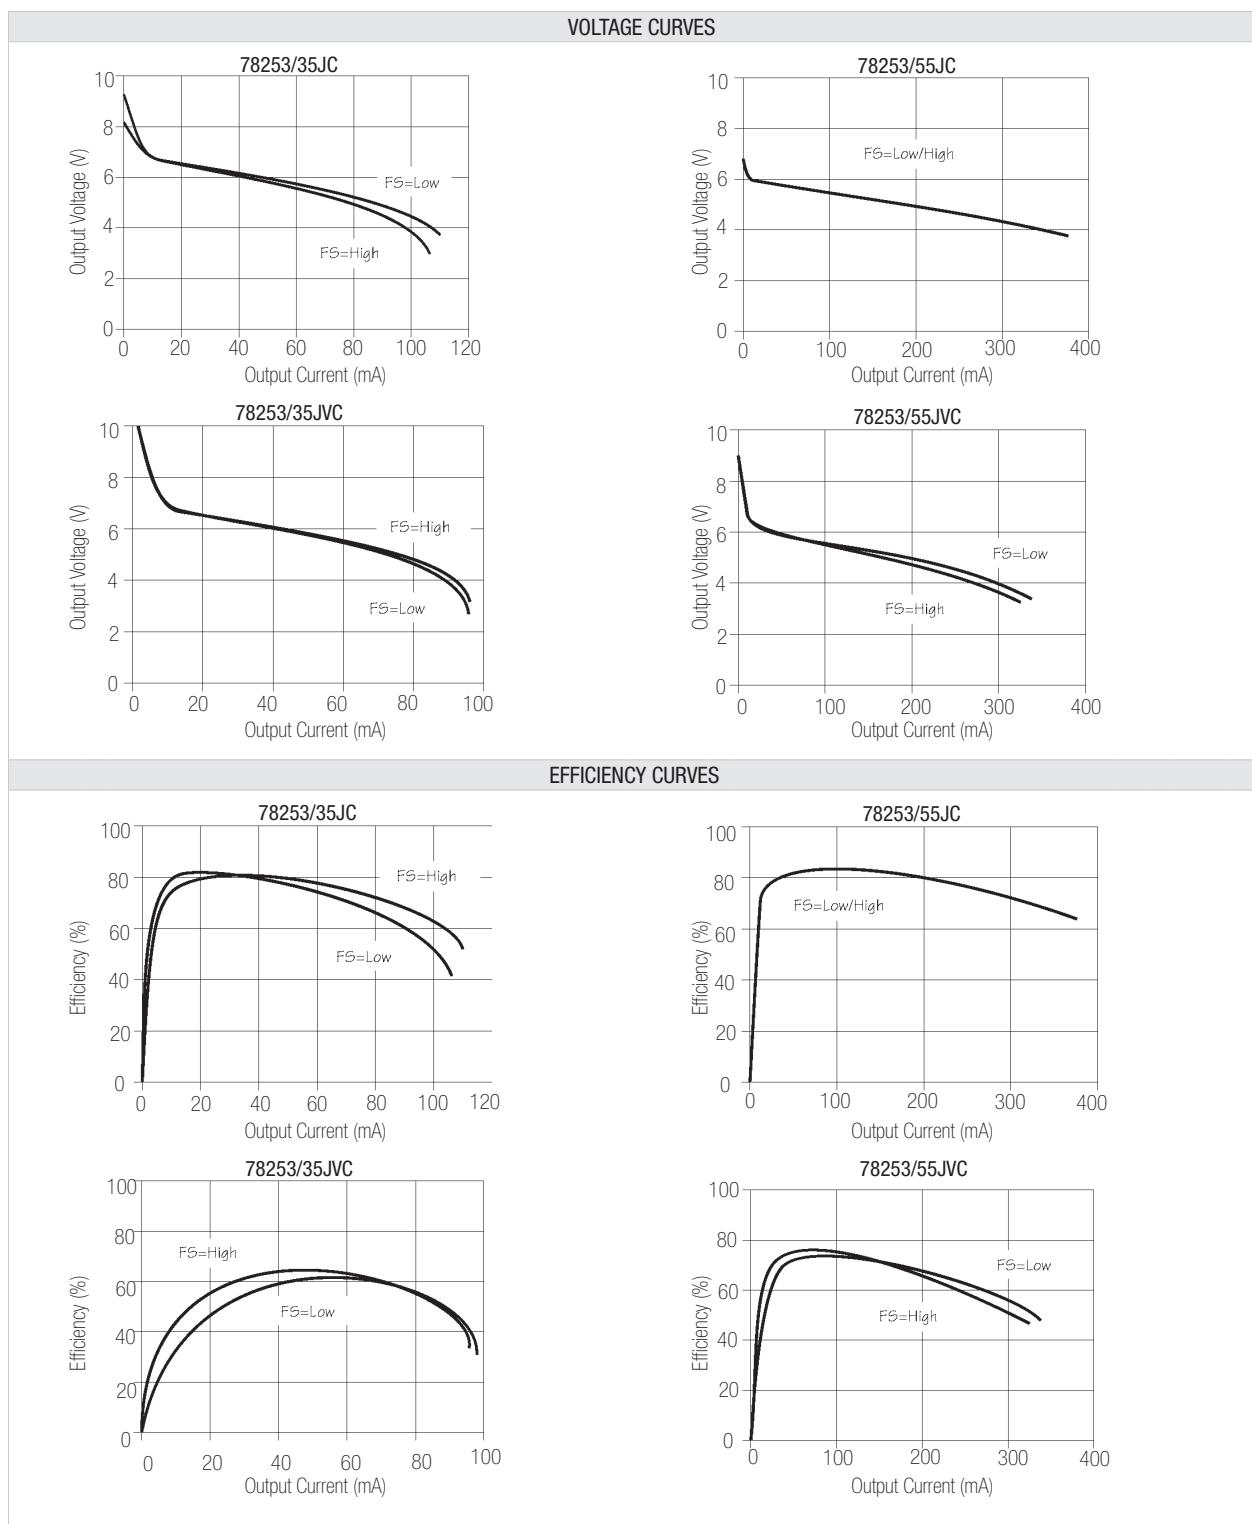 VOLTAGE CURVES
78253/35JC
10
8
6
4
2
0
Output Voltage (V)
FS=Low
FS=High
0 20 40 60 80 100 120
Output Current (mA)
78253/55JC
10
8
6
4
2
0
Output Voltage (V)
FS=Low/High
0 100 200 300 400
Output Current (mA)
78253/35JVC
10
8
6
4
2
0
Output Voltage (V)
FS=High
FS=Low
0 20 40 60 80 100
Output Current (mA)
78253/55JVC
10
8
6
4
2
0
Output Voltage (V)
FS=Low
FS=High
0 100 200 300 400
Output Current (mA)
EFFICIENCY CURVES
78253/35JC
100
80
60
40
20
0
Efficiency (%)
FS=High
FS=Low
0 20 40 60 80 100 120
Output Current (mA)
78253/55JC
100
80
60
40
20
0
Efficiency (%)
FS=Low/High
0 100 200 300 400
Output Current (mA)
78253/35JVC
100
80
60
40
20
0
Efficiency (%)
FS=High
FS=Low
0 20 40 60 80 100
Output Current (mA)
78253/55JVC
100
80
60
40
20
0
Efficiency (%)
FS=Low
FS=High
0 100 200 300 400
Output Current (mA)